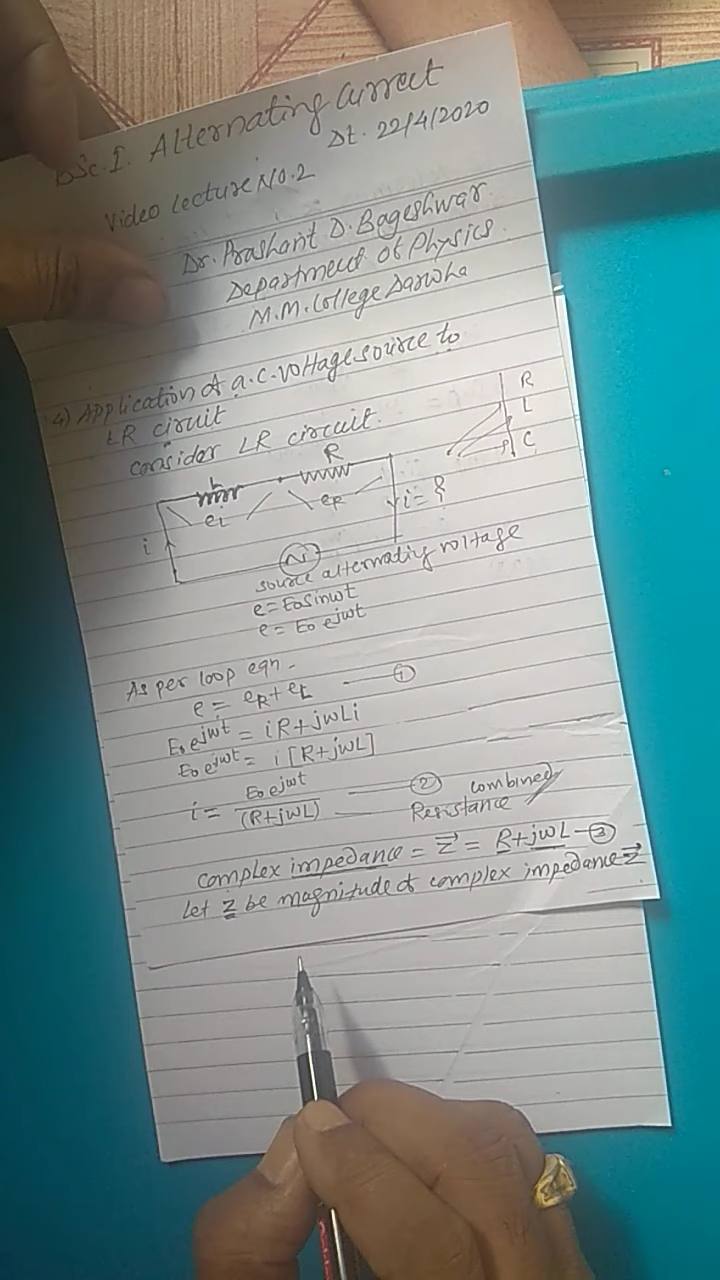 BSc.I. Alternating Current
Dt. 22/4/2020
Video Lecture No.2
Dr. Prashant D. Bageshwar
Department of Physics.
M.M. College Darwha
4) Application of a.c. voltage source to
LR ciruit
consider LR circuit.
R
L
C
L
R
eL
eR
i
i = ?
source alternating voltage
e = E₀ sinωt
e = E₀ ejωt
As per loop eqn -
e = eR + eL — ①
E₀ ejωt = iR + jωLi
E₀ ejωt = i [R+jωL]
i = E₀ ejωt / (R+jωL) — ② combined
Resistance
complex impedance = Z⃗ = R+jωL —③
Let Z be magnitude of complex impedance Z⃗